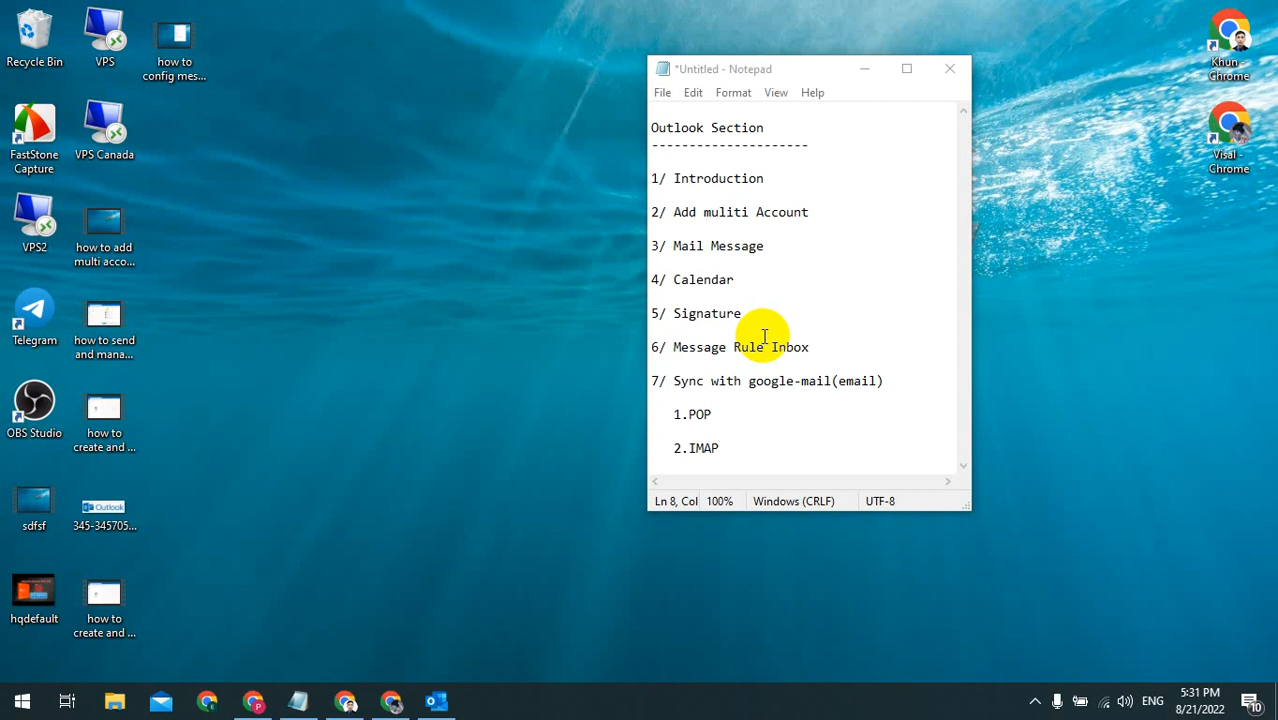 Recycle Bin
VPS
how to
config mes...
FastStone
Capture
VPS Canada
VPS2
how to add
multi acco...
Telegram
how to send
and mana...
OBS Studio
how to
create and ...
sdfsf
Outlook
345-345705...
hqdefault
how to
create and ...
*Untitled - Notepad
File Edit Format View Help
Outlook Section
---------------------
1/ Introduction
2/ Add muliti Account
3/ Mail Message
4/ Calendar
5/ Signature
6/ Message Rule Inbox
7/ Sync with google-mail(email)
1.POP
2.IMAP
Ln 8, Col 100% Windows (CRLF) UTF-8
Khun -
Chrome
Visal -
Chrome
ENG
5:31 PM
8/21/2022
10